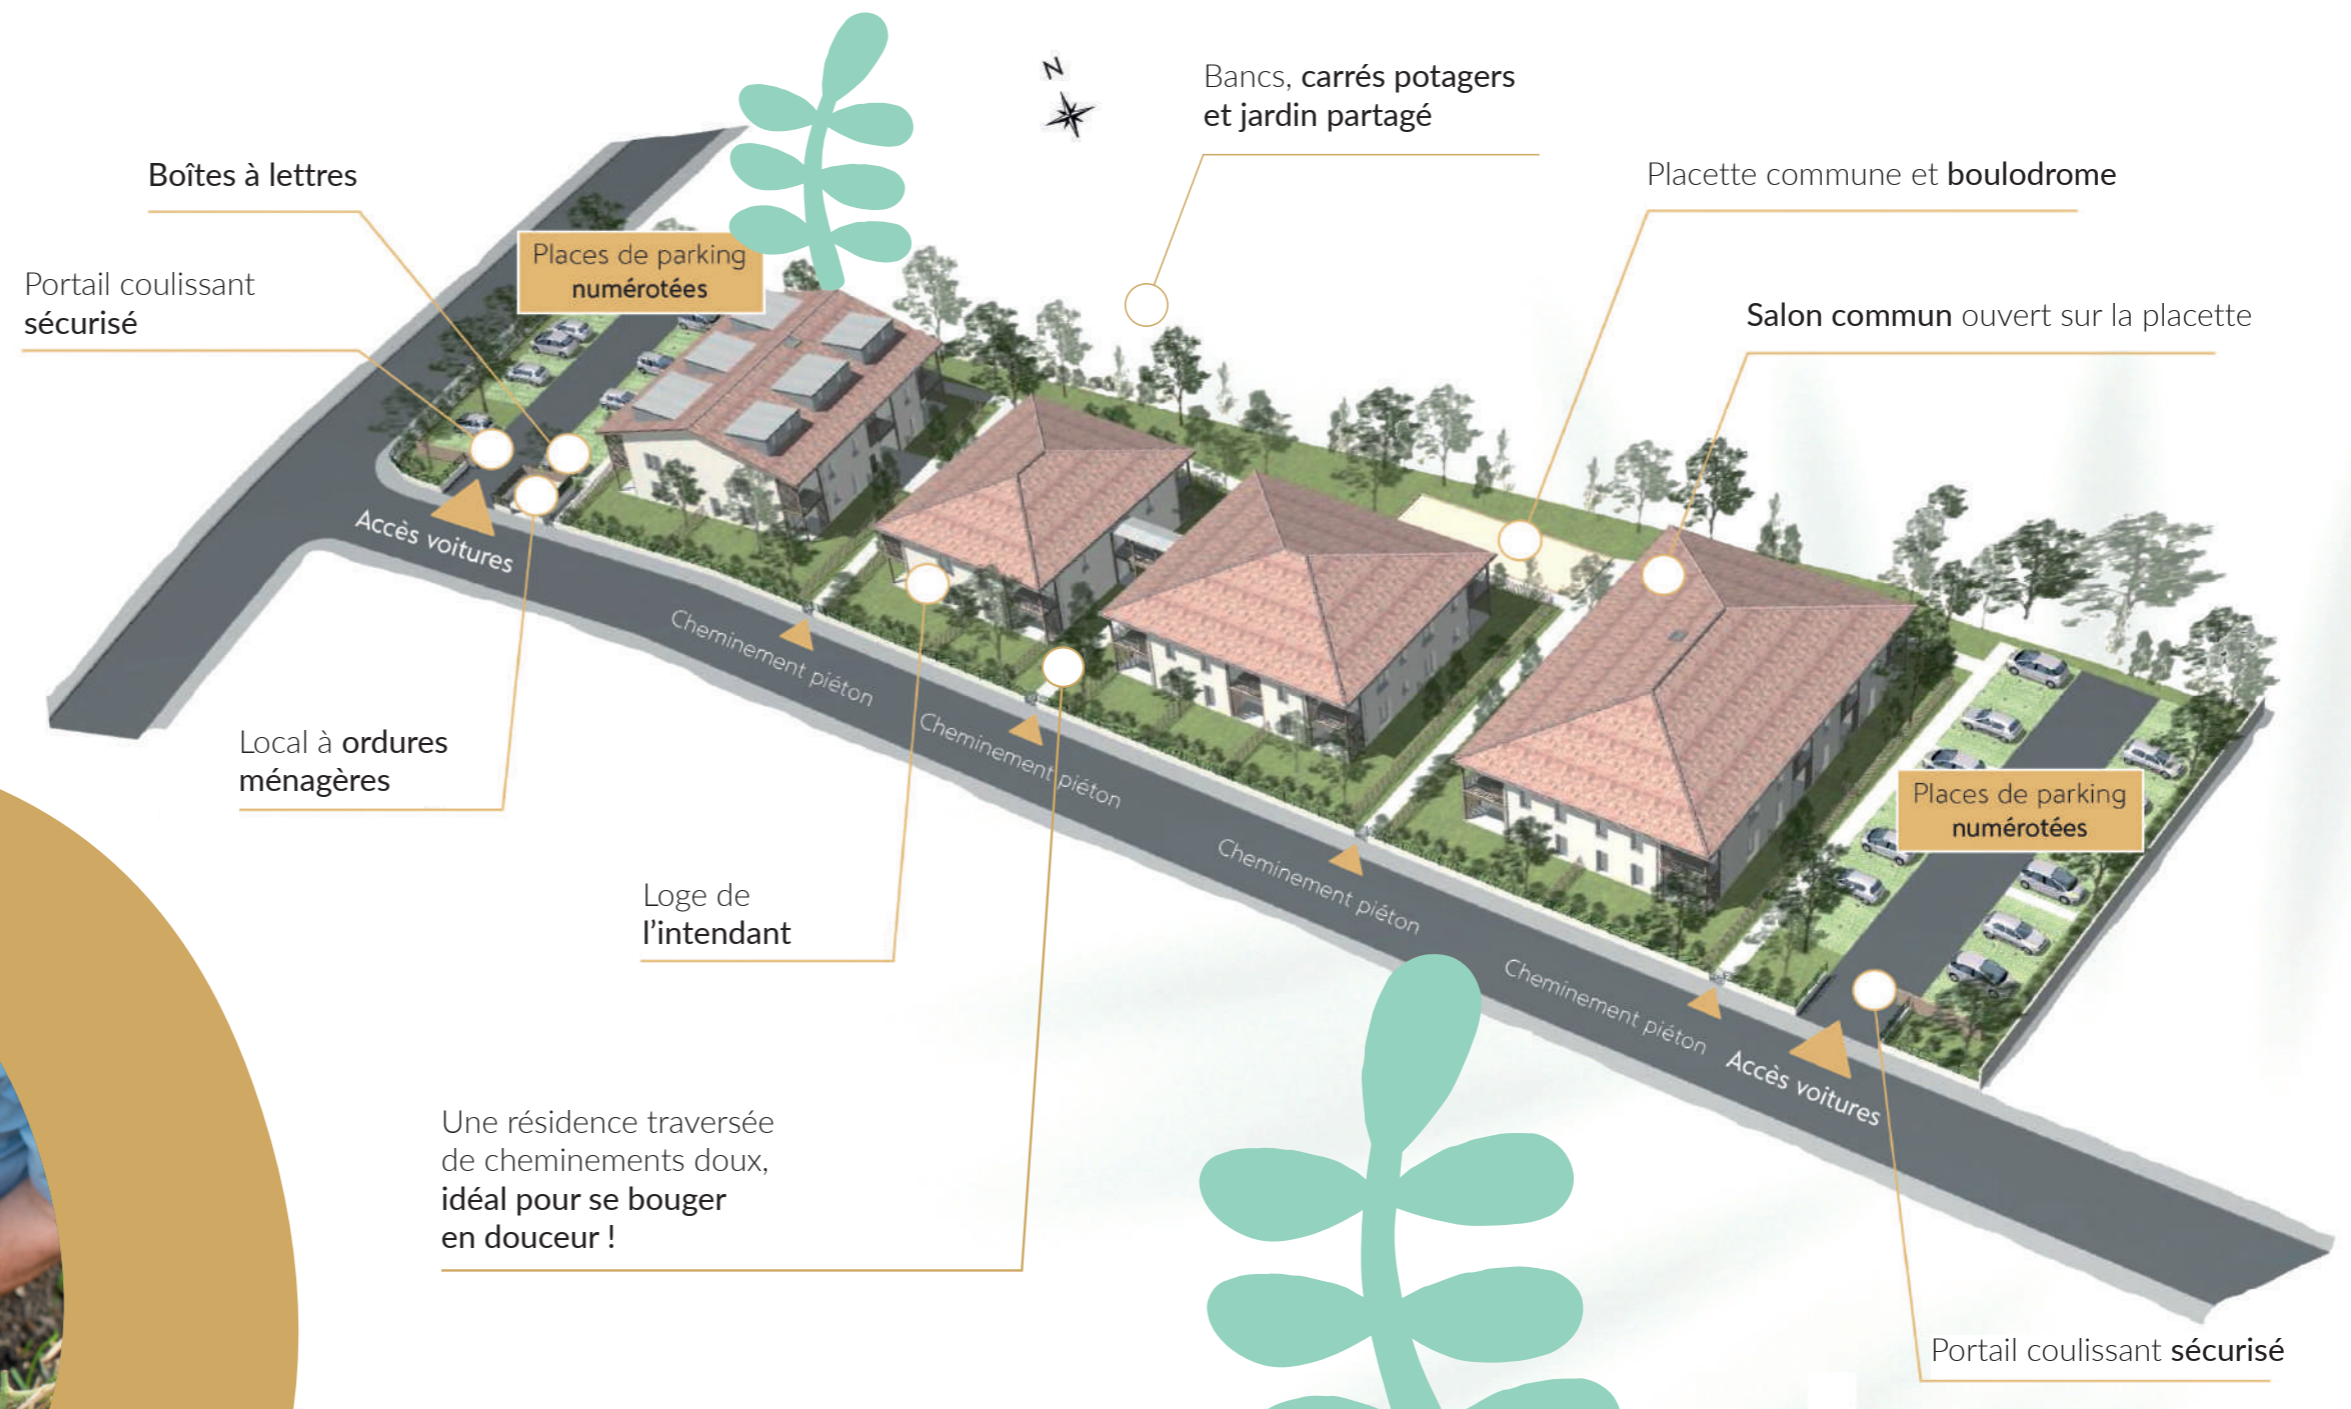 N
Bancs, carrés potagers
et jardin partagé
Boîtes à lettres
Placette commune et boulodrome
Portail coulissant
sécurisé
Places de parking
numérotées
Salon commun ouvert sur la placette
Accès voitures
Cheminement piéton
Cheminement piéton
Local à ordures
ménagères
Places de parking
numérotées
Cheminement piéton
Loge de
l'intendant
Cheminement piéton
Accès voitures
Une résidence traversée
de cheminements doux,
idéal pour se bouger
en douceur !
Portail coulissant sécurisé